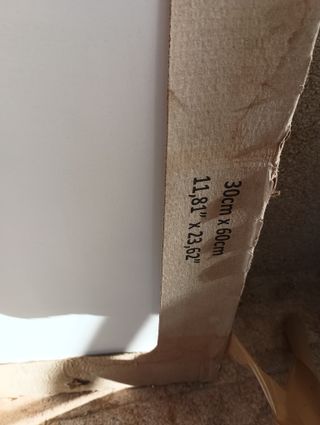 30cm x 60cm
11,81" x 23,62"